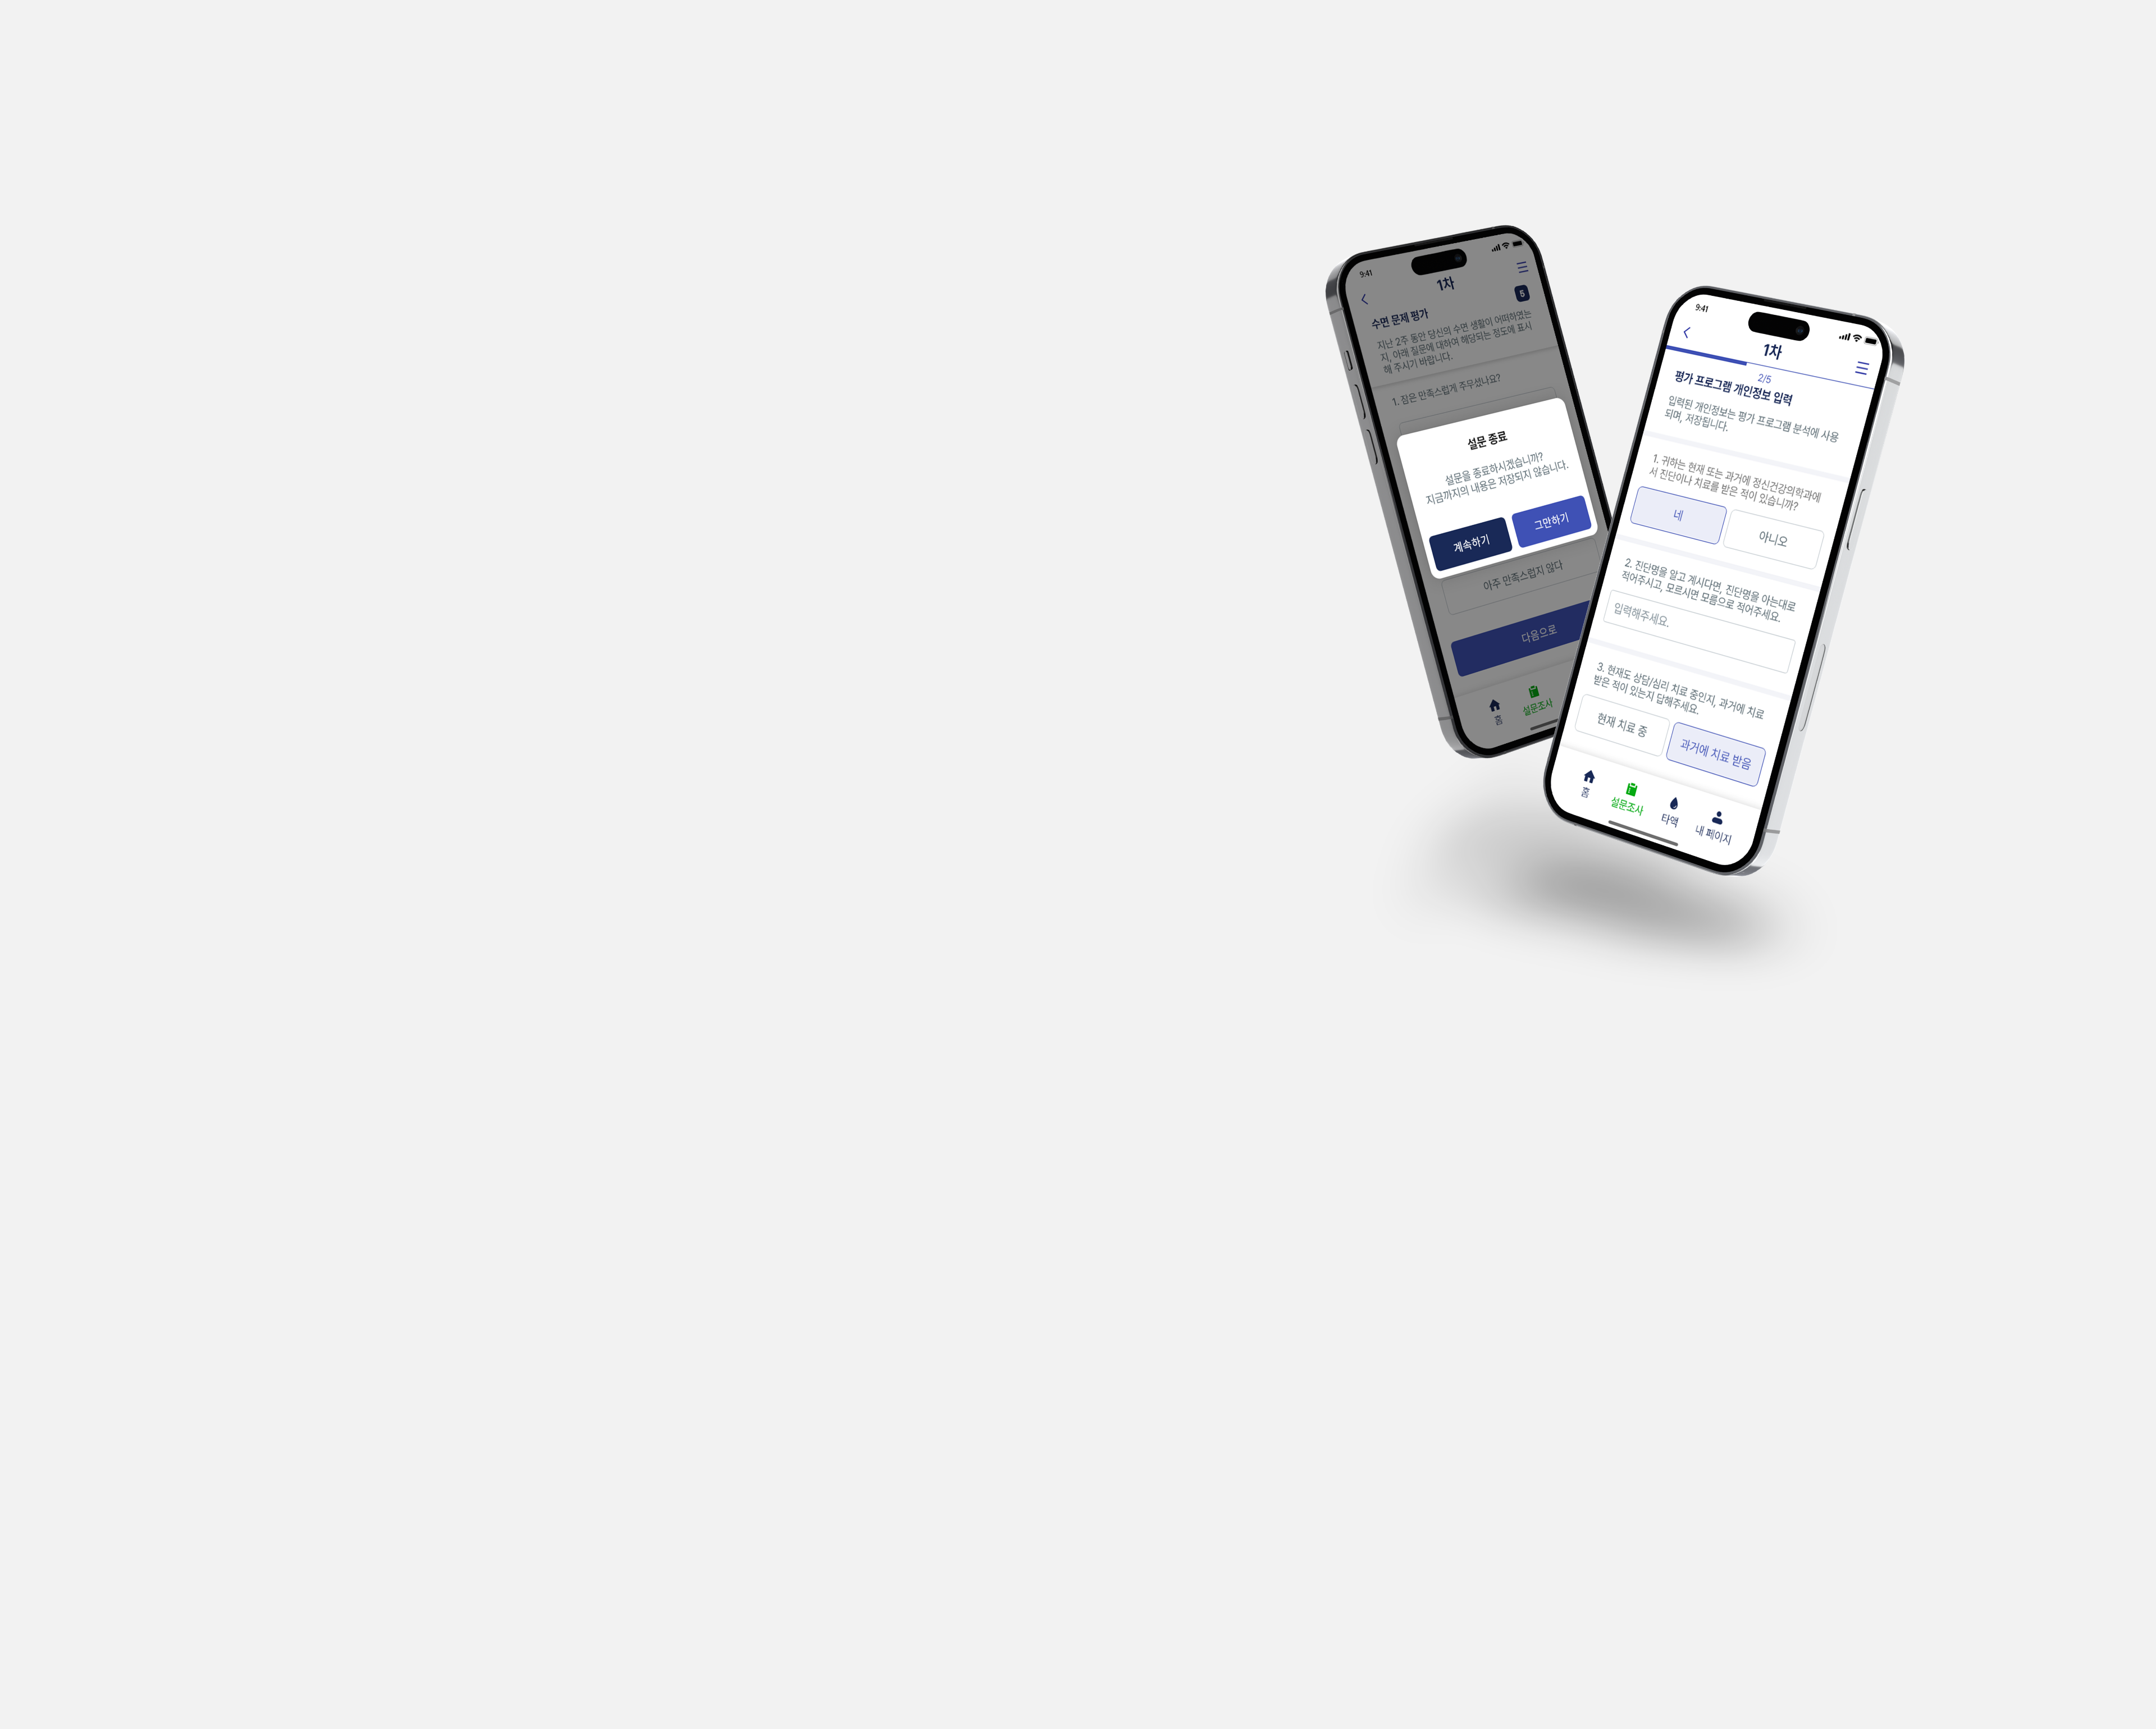 9:41
1차
수면 문제 평가
5
지난 2주 동안 당신의 수면 생활이 어떠하였는
지, 아래 질문에 대하여 해당되는 정도에 표시
해 주시기 바랍니다.
1. 잠은 만족스럽게 주무셨나요?
설문 종료
설문을 종료하시겠습니까?
지금까지의 내용은 저장되지 않습니다.
계속하기
그만하기
아주 만족스럽지 않다
다음으로
홈
설문조사
9:41
1차
2/5
평가 프로그램 개인정보 입력
입력된 개인정보는 평가 프로그램 분석에 사용
되며, 저장됩니다.
1. 귀하는 현재 또는 과거에 정신건강의학과에
서 진단이나 치료를 받은 적이 있습니까?
네
아니오
2. 진단명을 알고 계시다면, 진단명을 아는대로
적어주시고, 모르시면 모름으로 적어주세요.
입력해주세요.
3. 현재도 상담/심리 치료 중인지, 과거에 치료
받은 적이 있는지 답해주세요.
현재 치료 중
과거에 치료 받음
홈
설문조사
타액
내 페이지